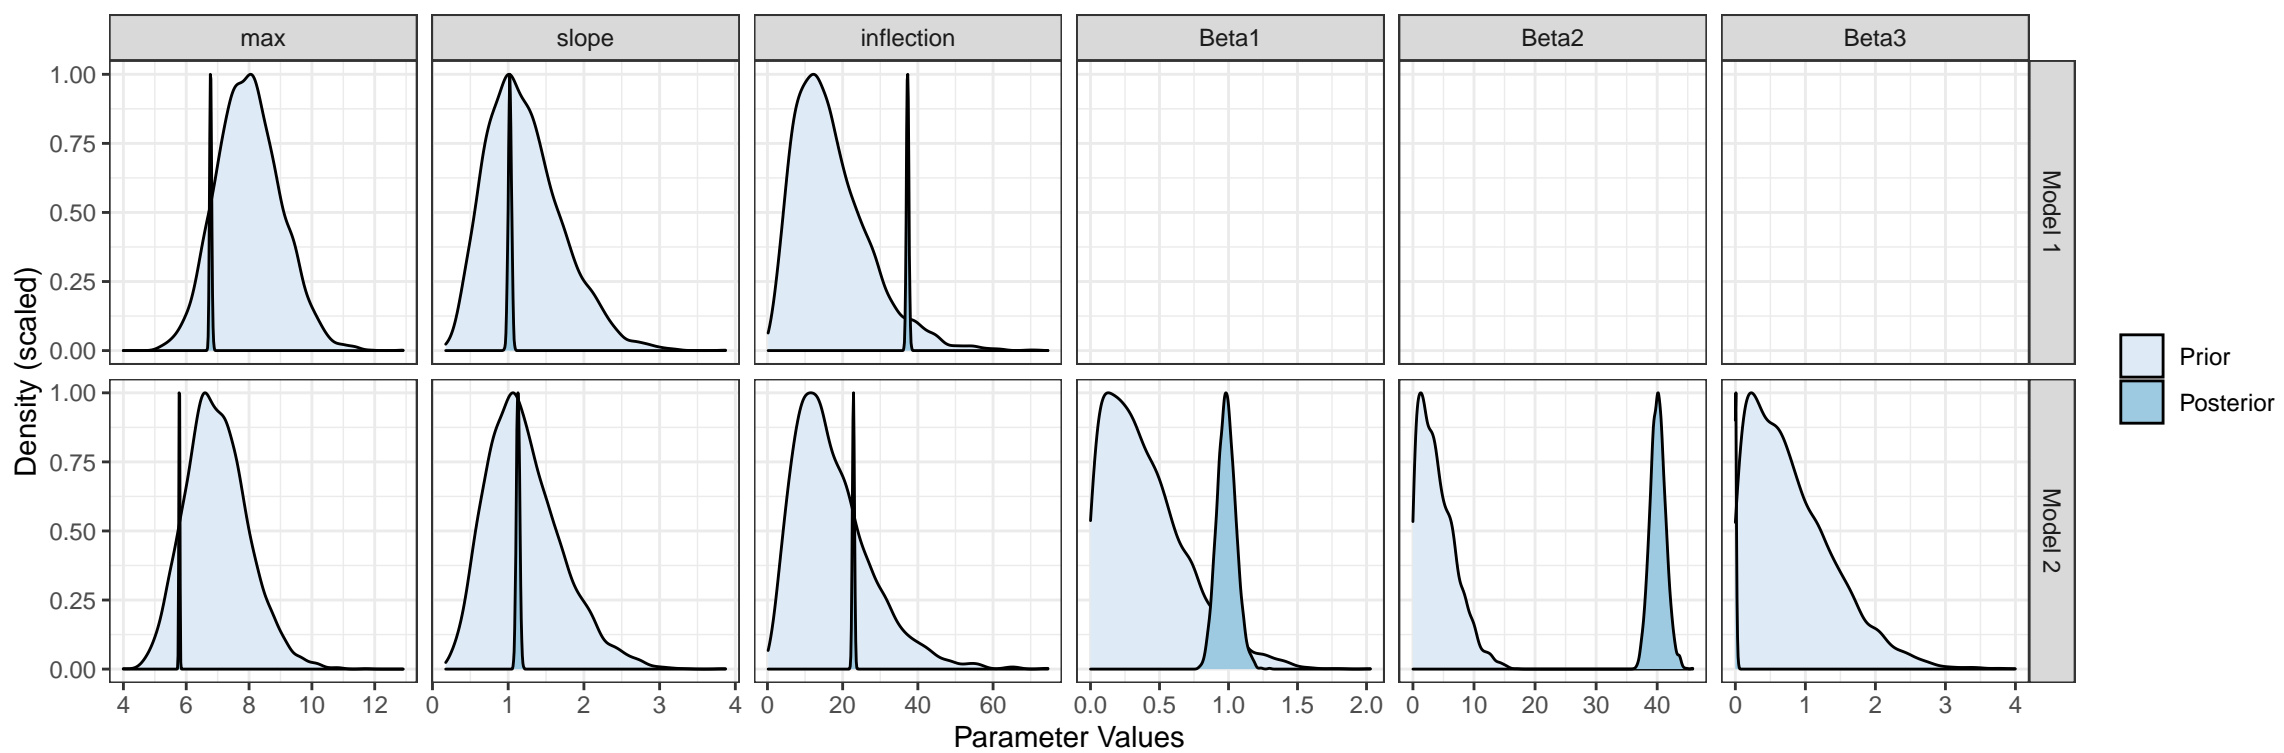 max slope inflection Beta1 Beta2 Beta3
1.00
0.75
0.50
0.25
0.00
Model 1
1.00
0.75
0.50
0.25
0.00
Model 2
Density (scaled)
4 6 8 10 12 0 1 2 3 4 0 20 40 60 0.0 0.5 1.0 1.5 2.0 0 10 20 30 40 0 1 2 3 4
Parameter Values
Prior
Posterior